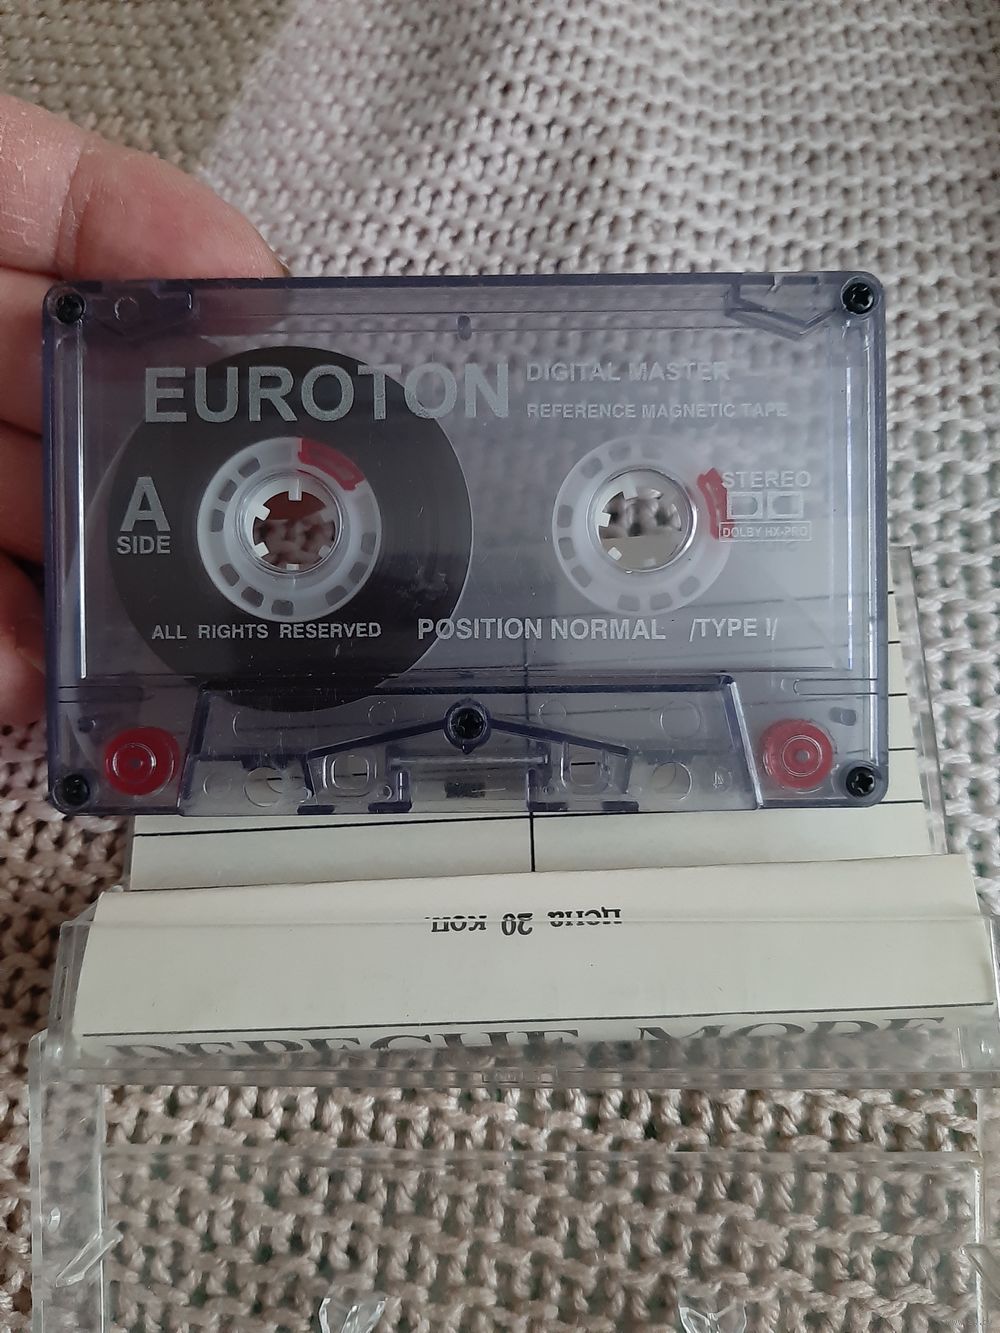 EUROTON
DIGITAL MASTER
REFERENCE MAGNETIC TAPE
A
SIDE
STEREO
DOLBY HX-PRO
ALL RIGHTS RESERVED
POSITION NORMAL /TYPE I/
цена 20 коп.
DEPECHE MODE